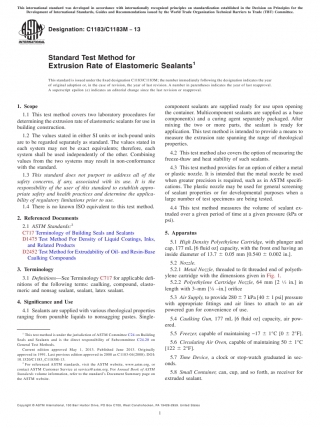 This international standard was developed in accordance with internationally recognized principles on standardization established in the Decision on Principles for the
Development of International Standards, Guides and Recommendations issued by the World Trade Organization Technical Barriers to Trade (TBT) Committee.
Designation: C1183/C1183M − 13
Standard Test Method for
Extrusion Rate of Elastomeric Sealants¹
This standard is issued under the fixed designation C1183/C1183M; the number immediately following the designation indicates the year
of original adoption or, in the case of revision, the year of last revision. A number in parentheses indicates the year of last reapproval.
A superscript epsilon (ε) indicates an editorial change since the last revision or reapproval.
1. Scope
1.1 This test method covers two laboratory procedures for
determining the extrusion rate of elastomeric sealants for use in
building construction.
1.2 The values stated in either SI units or inch-pound units
are to be regarded separately as standard. The values stated in
each system may not be exact equivalents; therefore, each
system shall be used independently of the other. Combining
values from the two systems may result in non-conformance
with the standard.
1.3 This standard does not purport to address all of the
safety concerns, if any, associated with its use. It is the
responsibility of the user of this standard to establish appro-
priate safety and health practices and determine the applica-
bility of regulatory limitations prior to use.
1.4 There is no known ISO equivalent to this test method.
2. Referenced Documents
2.1 ASTM Standards:²
C717 Terminology of Building Seals and Sealants
D1475 Test Method For Density of Liquid Coatings, Inks,
and Related Products
D2452 Test Method for Extrudability of Oil- and Resin-Base
Caulking Compounds
3. Terminology
3.1 Definitions—See Terminology C717 for applicable defi-
nitions of the following terms: caulking, compound, elasto-
meric and nonsag sealant, sealant, latex sealant.
4. Significance and Use
4.1 Sealants are supplied with various rheological properties
ranging from pourable liquids to nonsagging pastes. Single-
¹ This test method is under the jurisdiction of ASTM Committee C24 on Building
Seals and Sealants and is the direct responsibility of Subcommittee C24.20 on
General Test Methods.
Current edition approved May 1, 2013. Published June 2013. Originally
approved in 1991. Last previous edition approved in
² For referenced ASTM standards, visit the ASTM website, www.astm.org, or
contact ASTM Customer Service at service@astm.org. For Annual Book of ASTM
Standards volume information, refer to the standard's Document Summary page on
the ASTM website.
component sealants are supplied ready for use upon opening
the container. Multicomponent sealants are supplied as a base
component(s) and a curing agent separately packaged. After
mixing the two or more parts, the sealant is ready for
application. This test method is intended to provide a means to
measure the extrusion rate spanning the range of rheological
properties.
4.2 This test method also covers the option of measuring the
freeze-thaw and heat stability of such sealants.
4.3 This test method provides for an option of either a metal
or plastic nozzle. It is intended that the metal nozzle be used
when greater precision is required, such as in ASTM specifi-
cations. The plastic nozzle may be used for general screening
of sealant properties or for developmental purposes when a
large number of test specimens are being tested.
4.4 This test method measures the volume of sealant ex-
truded over a given period of time at a given pressure (kPa or
psi).
5. Apparatus
5.1 High Density Polyethylene Cartridge, with plunger and
cap, 177 mL [6 fluid oz] capacity, with the front end having an
inside diameter of 13.7 ± 0.05 mm [0.540 ± 0.002 in.].
5.2 Nozzle.
5.2.1 Metal Nozzle, threaded to fit threaded end of polyeth-
ylene cartridge with the dimensions given in Fig. 1.
5.2.2 Polyethylene Cartridge Nozzle, 64 mm [2 ½ in.] in
length with 3–mm [⅛ –in.] orifice
5.3 Air Supply, to provide 280 ± 7 kPa [40 ± 1 psi] pressure
with appropriate fittings and air lines to attach to an air
powered gun for convenience of use.
5.4 Caulking Gun, 177 mL [6 fluid oz] capacity, air pow-
ered.
5.5 Freezer, capable of maintaining −17 ± 1°C [0 ± 2°F].
5.6 Circulating Air Oven, capable of maintaining 50 ± 1°C
[122 ± 2°F].
5.7 Time Device, a clock or stop-watch graduated in sec-
onds.
5.8 Small Container, can, cup, and so forth, as receiver for
extruded sealant.
Copyright © ASTM International, 100 Barr Harbor Drive, PO Box C700, West Conshohocken, PA 19428-2959. United States
1